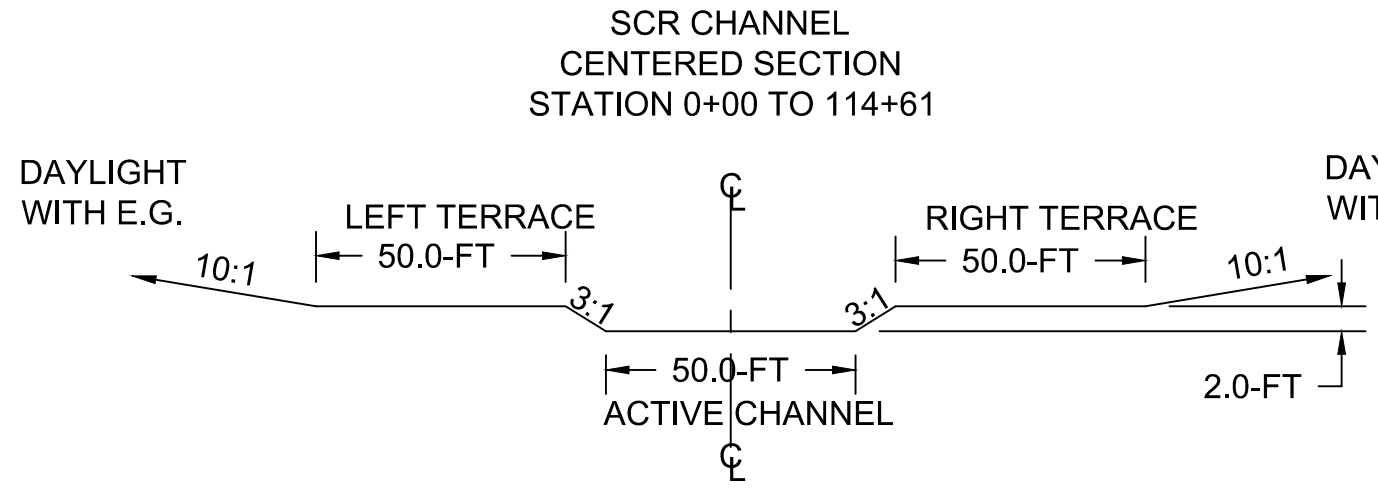 SCR CHANNEL
CENTERED SECTION
STATION 0+00 TO 114+61
DAYLIGHT
WITH E.G.
DAY
WIT
℄
LEFT TERRACE
RIGHT TERRACE
50.0-FT
50.0-FT
10:1
10:1
3:1
3:1
50.0-FT
2.0-FT
ACTIVE CHANNEL
℄